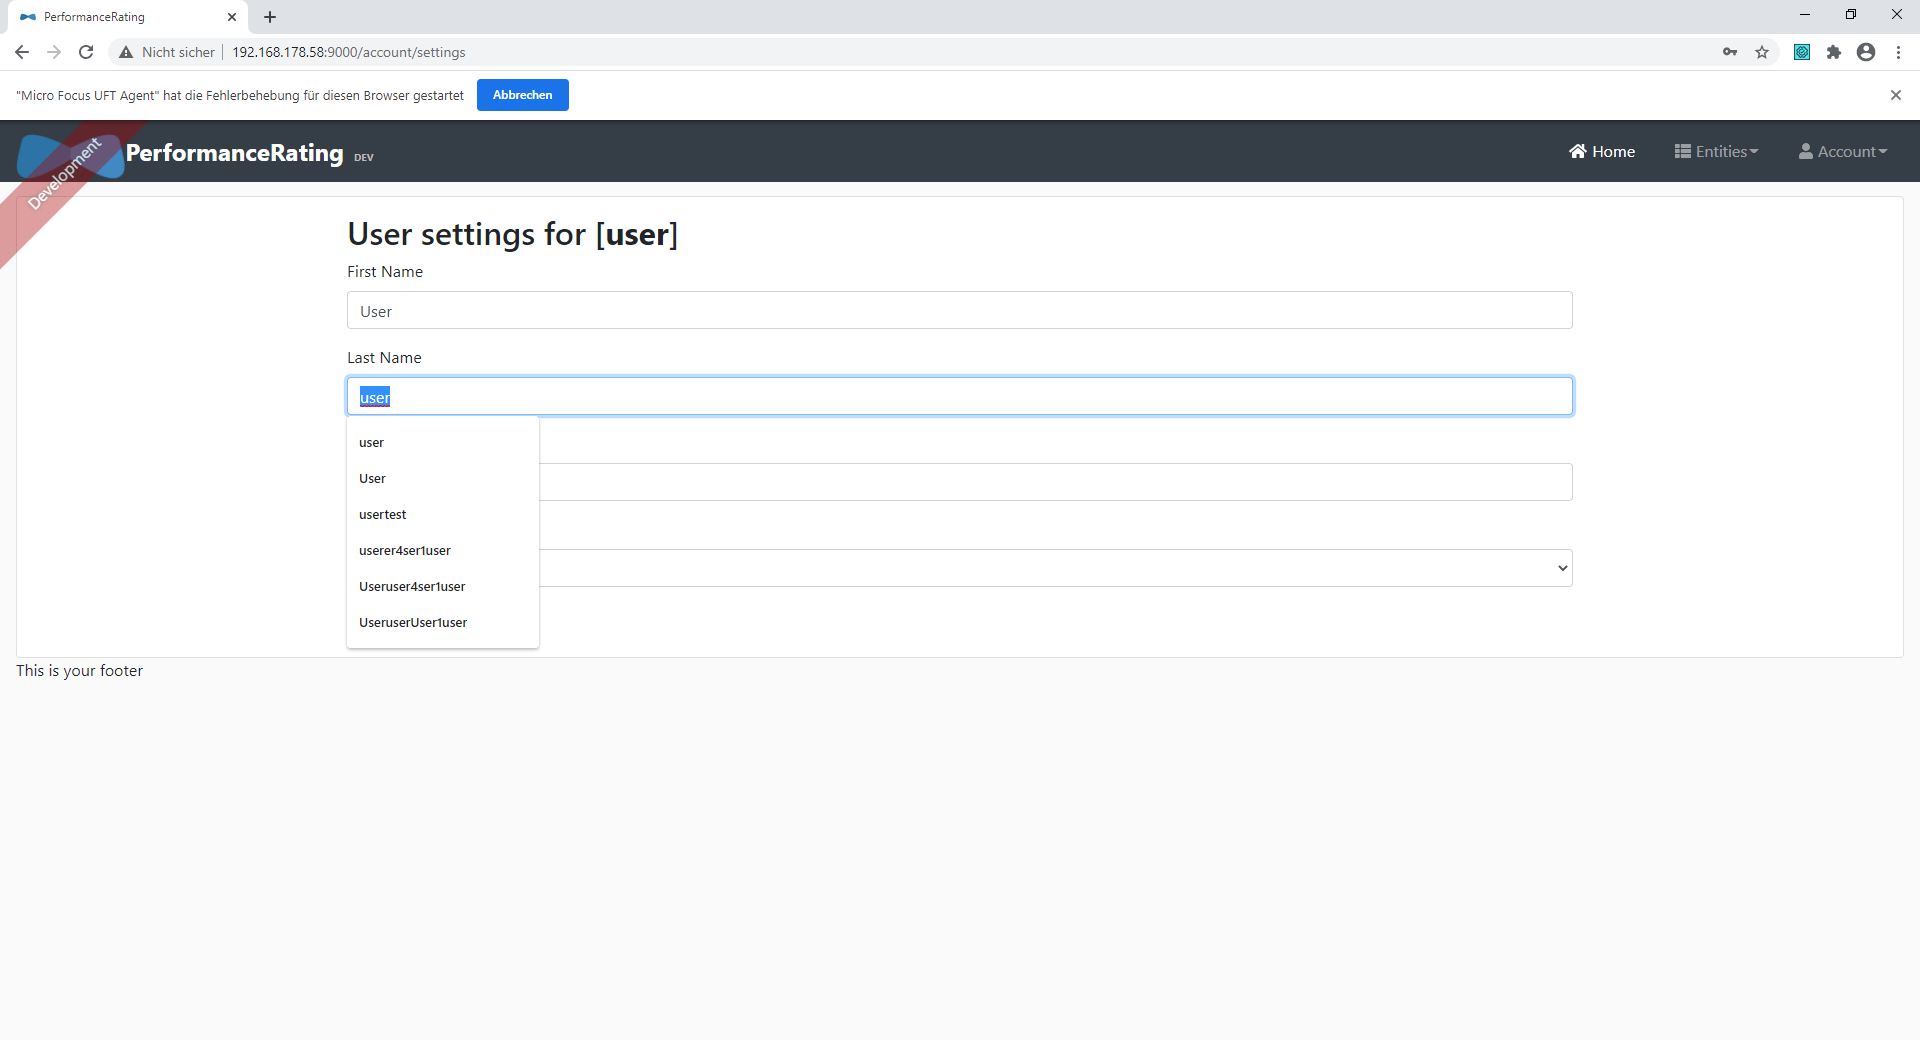 PerformanceRating
Nicht sicher
192.168.178.58:9000/account/settings
"Micro Focus UFT Agent" hat die Fehlerbehebung für diesen Browser gestartet
Abbrechen
Development
PerformanceRating DEV
Home
Entities
Account
User settings for [user]
First Name
User
Last Name
user
user
User
usertest
userer4ser1user
Useruser4ser1user
UseruserUser1user
This is your footer